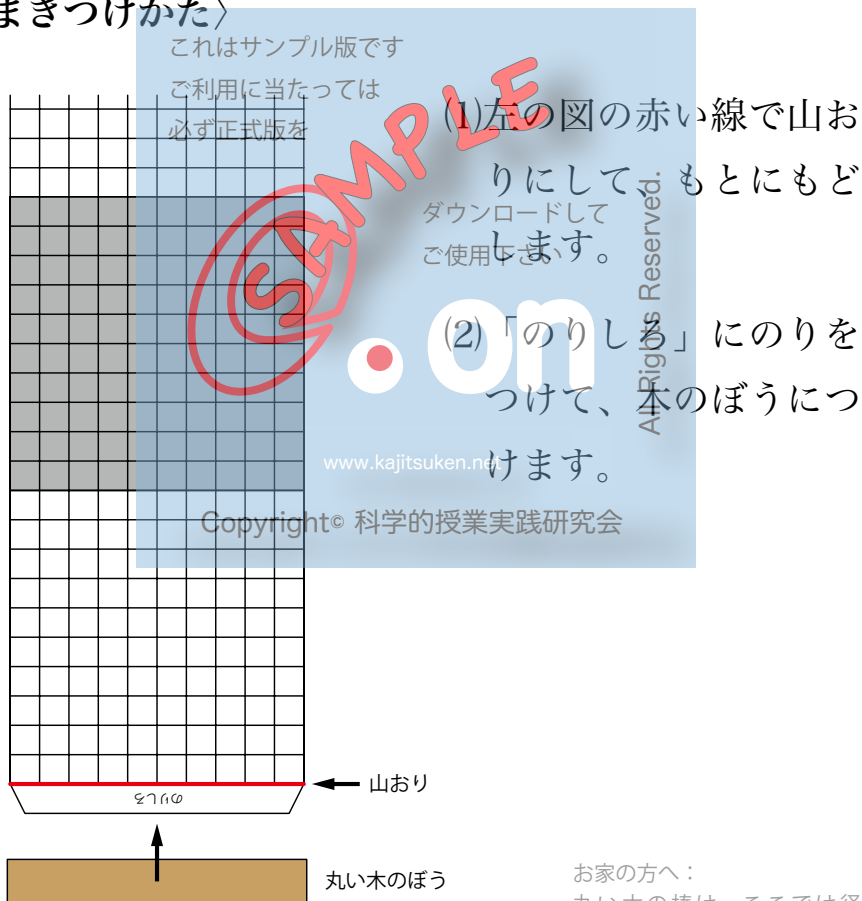 まきつけかた〉
これはサンプル版です
ご利用に当たっては
必ず正式版を
ダウンロードして
ご使用下さい
SAMPLE
.on
www.kajitsuken.net
Copyright© 科学的授業実践研究会
All Rights Reserved.
⑴左の図の赤い線で山お
りにして、もとにもど
します。
⑵「のりしろ」にのりを
つけて、木のぼうにつ
けます。
山おり
のりしろ
丸い木のぼう
お家の方へ：